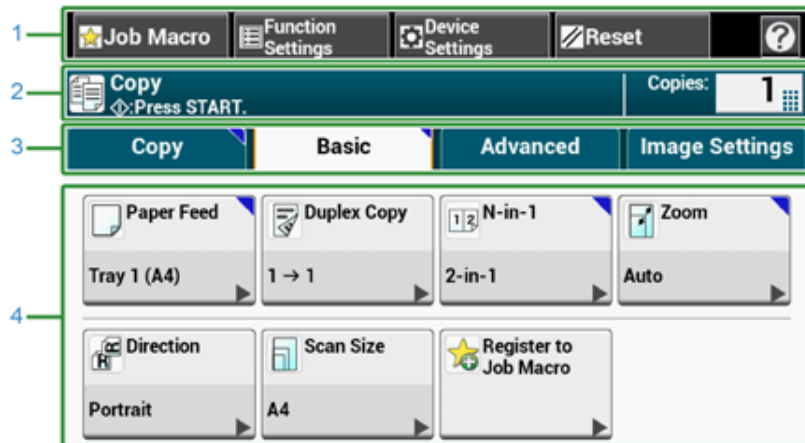 1
Job Macro
Function
Settings
Device
Settings
Reset
?
2
Copy
:Press START.
Copies:
1
3
Copy
Basic
Advanced
Image Settings
4
Paper Feed
Tray 1 (A4)
Duplex Copy
1 → 1
1 2
N-in-1
2-in-1
Zoom
Auto
R
R
Direction
Portrait
Scan Size
A4
Register to
Job Macro